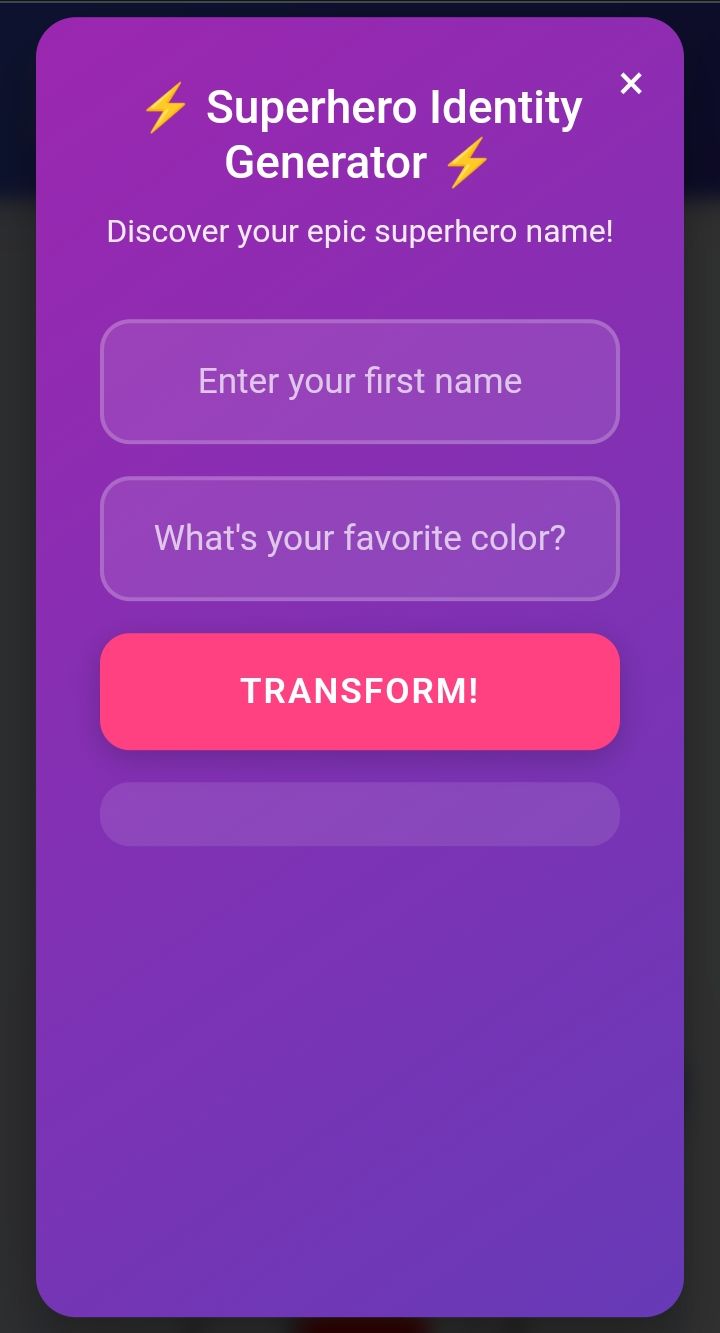 ×
⚡ Superhero Identity
Generator ⚡
Discover your epic superhero name!
Enter your first name
What's your favorite color?
TRANSFORM!